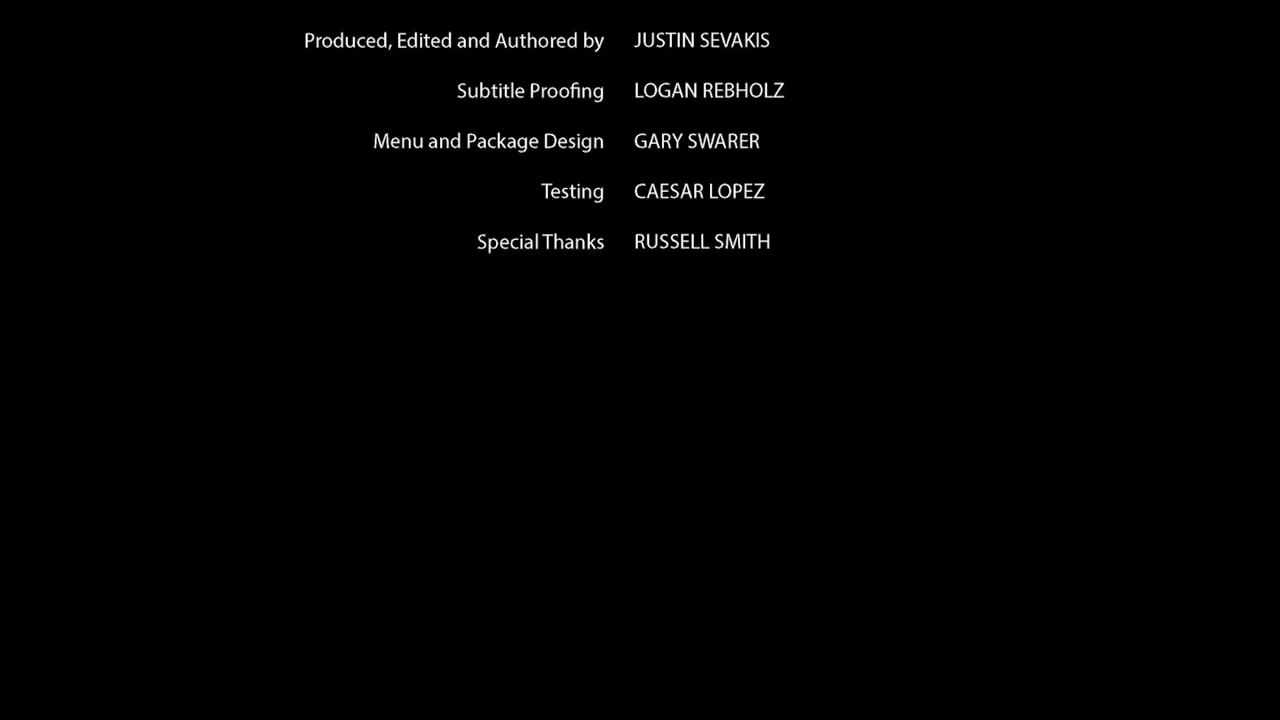 Produced, Edited and Authored by JUSTIN SEVAKIS
Subtitle Proofing LOGAN REBHOLZ
Menu and Package Design GARY SWARER
Testing CAESAR LOPEZ
Special Thanks RUSSELL SMITH